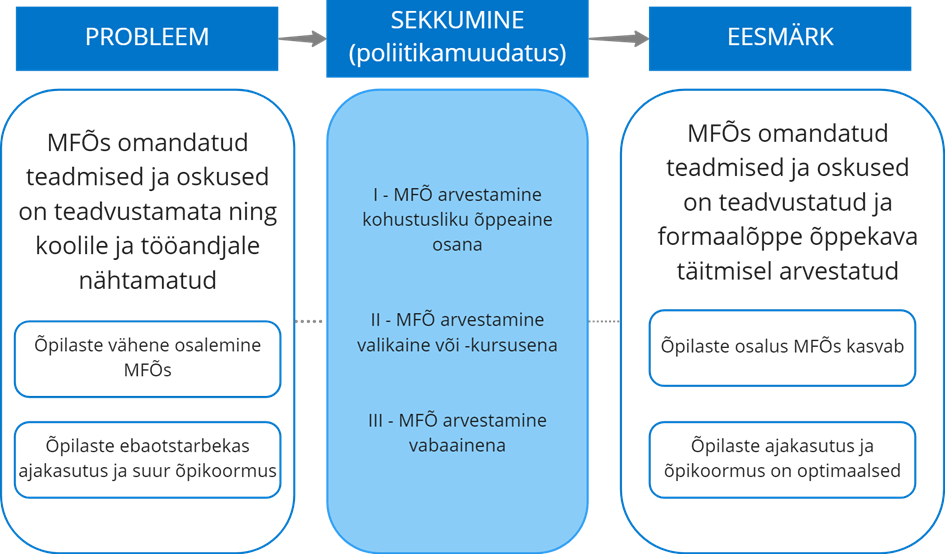 PROBLEEM
SEKKUMINE
(poliitikamuudatus)
EESMÄRK
MFÕs omandatud
teadmised ja oskused
on teadvustamata ning
koolile ja tööandjale
nähtamatud
Õpilaste vähene osalemine
MFÕs
Õpilaste ebaotstarbekas
ajakasutus ja suur õpikoormus
I - MFÕ arvestamine
kohustusliku õppeaine
osana
II - MFÕ arvestamine
valikaine või -kursusena
III - MFÕ arvestamine
vabaainena
MFÕs omandatud
teadmised ja oskused
on teadvustatud ja
formaalõppe õppekava
täitmisel arvestatud
Õpilaste osalus MFÕs kasvab
Õpilaste ajakasutus ja
õpikoormus on optimaalsed